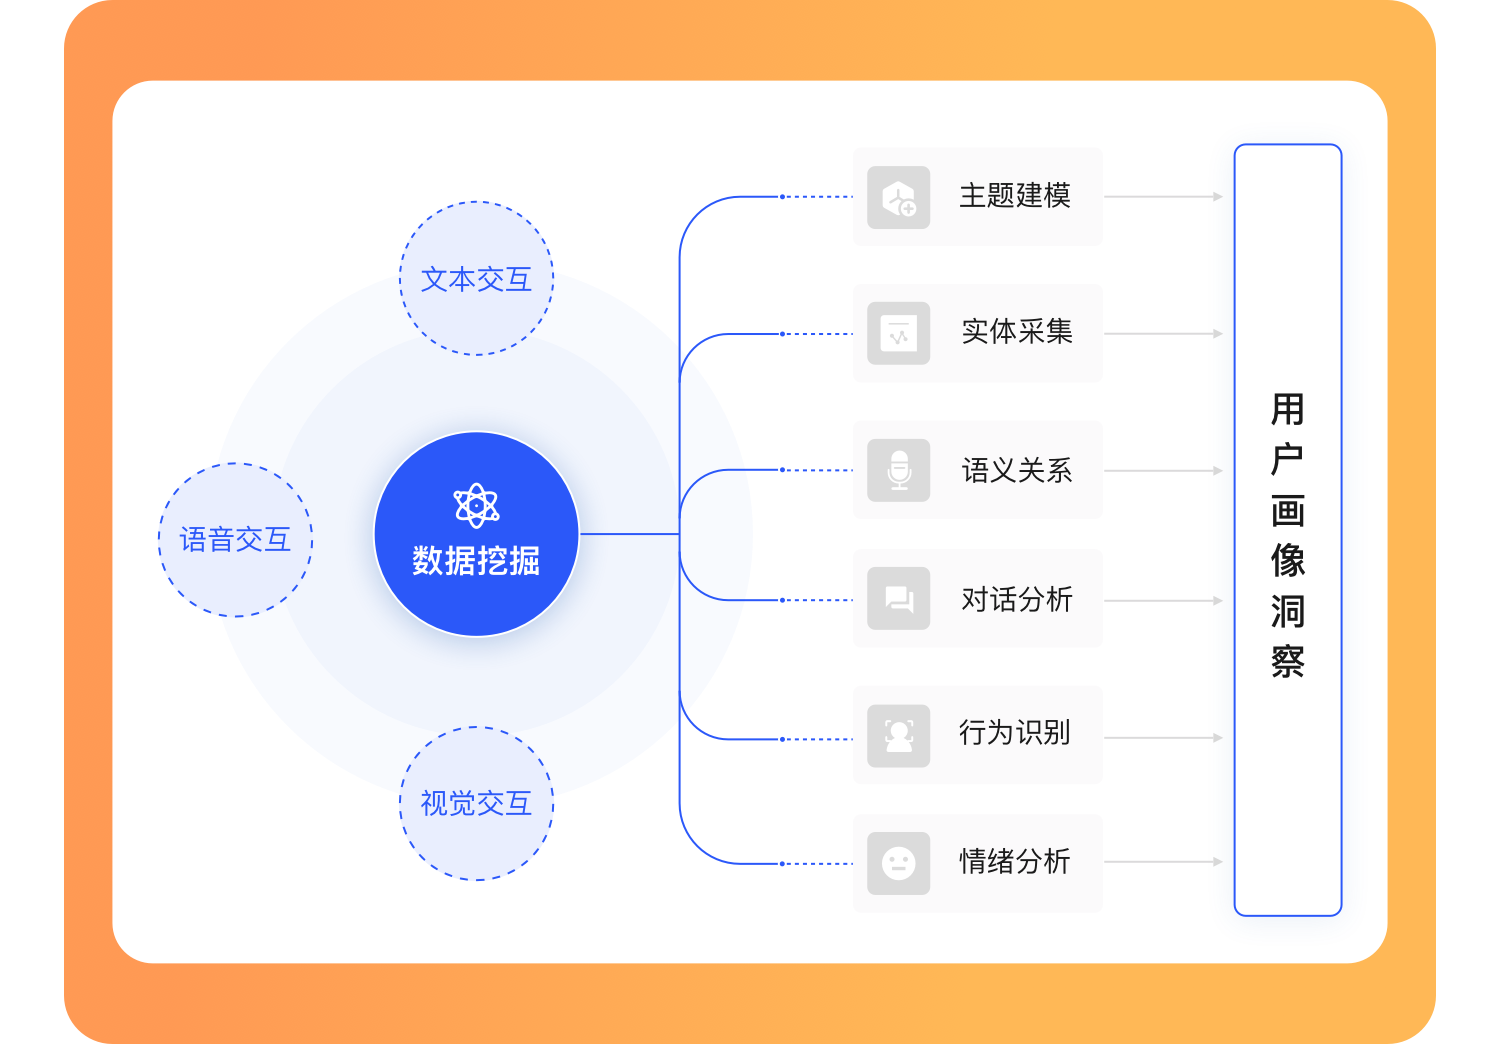 文本交互
语音交互
数据挖掘
视觉交互
主题建模
实体采集
语义关系
对话分析
行为识别
情绪分析
用户画像洞察